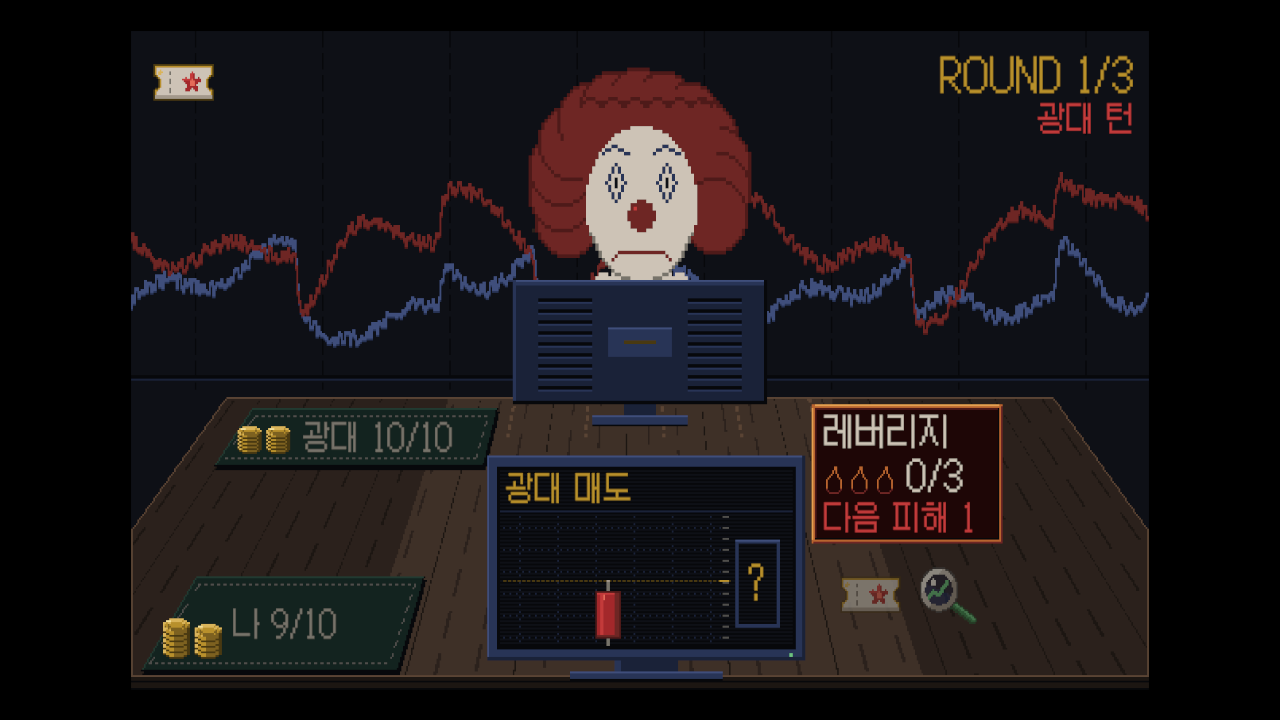 ROUND 1/3
광대 턴
광대 10/10
레버리지
0/3
다음 피해 1
광대 매도
?
나 9/10